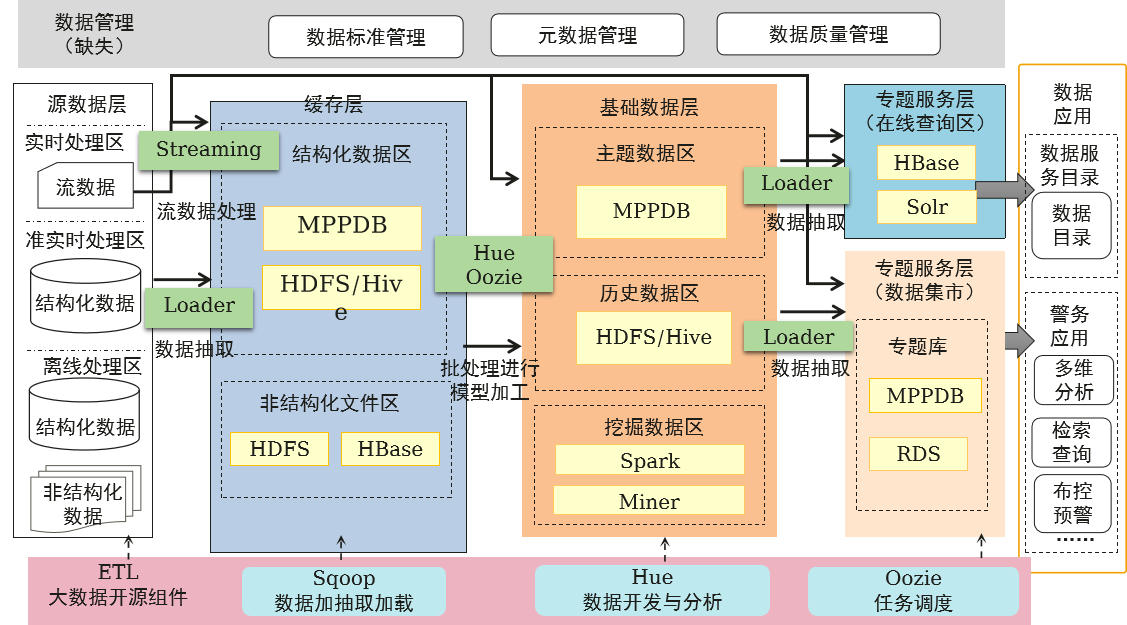 数据管理
（缺失）
数据标准管理
元数据管理
数据质量管理
源数据层
实时处理区
流数据
准实时处理区
结构化数据
离线处理区
结构化数据
非结构化
数据
Streaming
流数据处理
Loader
数据抽取
缓存层
结构化数据区
MPPDB
HDFS/Hiv
e
非结构化文件区
HDFS
HBase
Hue
Oozie
批处理进行
模型加工
基础数据层
主题数据区
MPPDB
历史数据区
HDFS/Hive
挖掘数据区
Spark
Miner
Loader
数据抽取
Loader
数据抽取
专题服务层
（在线查询区）
HBase
Solr
专题服务层
（数据集市）
专题库
MPPDB
RDS
数据
应用
数据服
务目录
数据
目录
警务
应用
多维
分析
检索
查询
布控
预警
······
ETL
大数据开源组件
Sqoop
数据加抽取加载
Hue
数据开发与分析
Oozie
任务调度